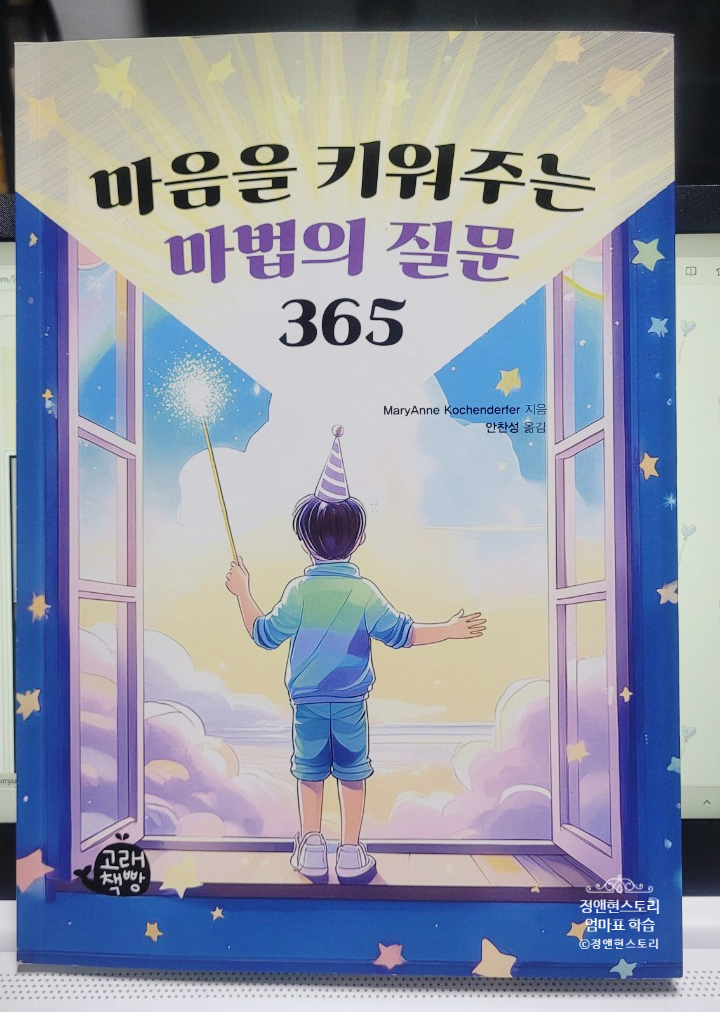 마음을 키워주는
마법의 질문
365
MaryAnne Kochenderfer 지음
안찬성 옮김
고래
책빵
정앤현스토리
엄마표 학습
©정앤현스토리